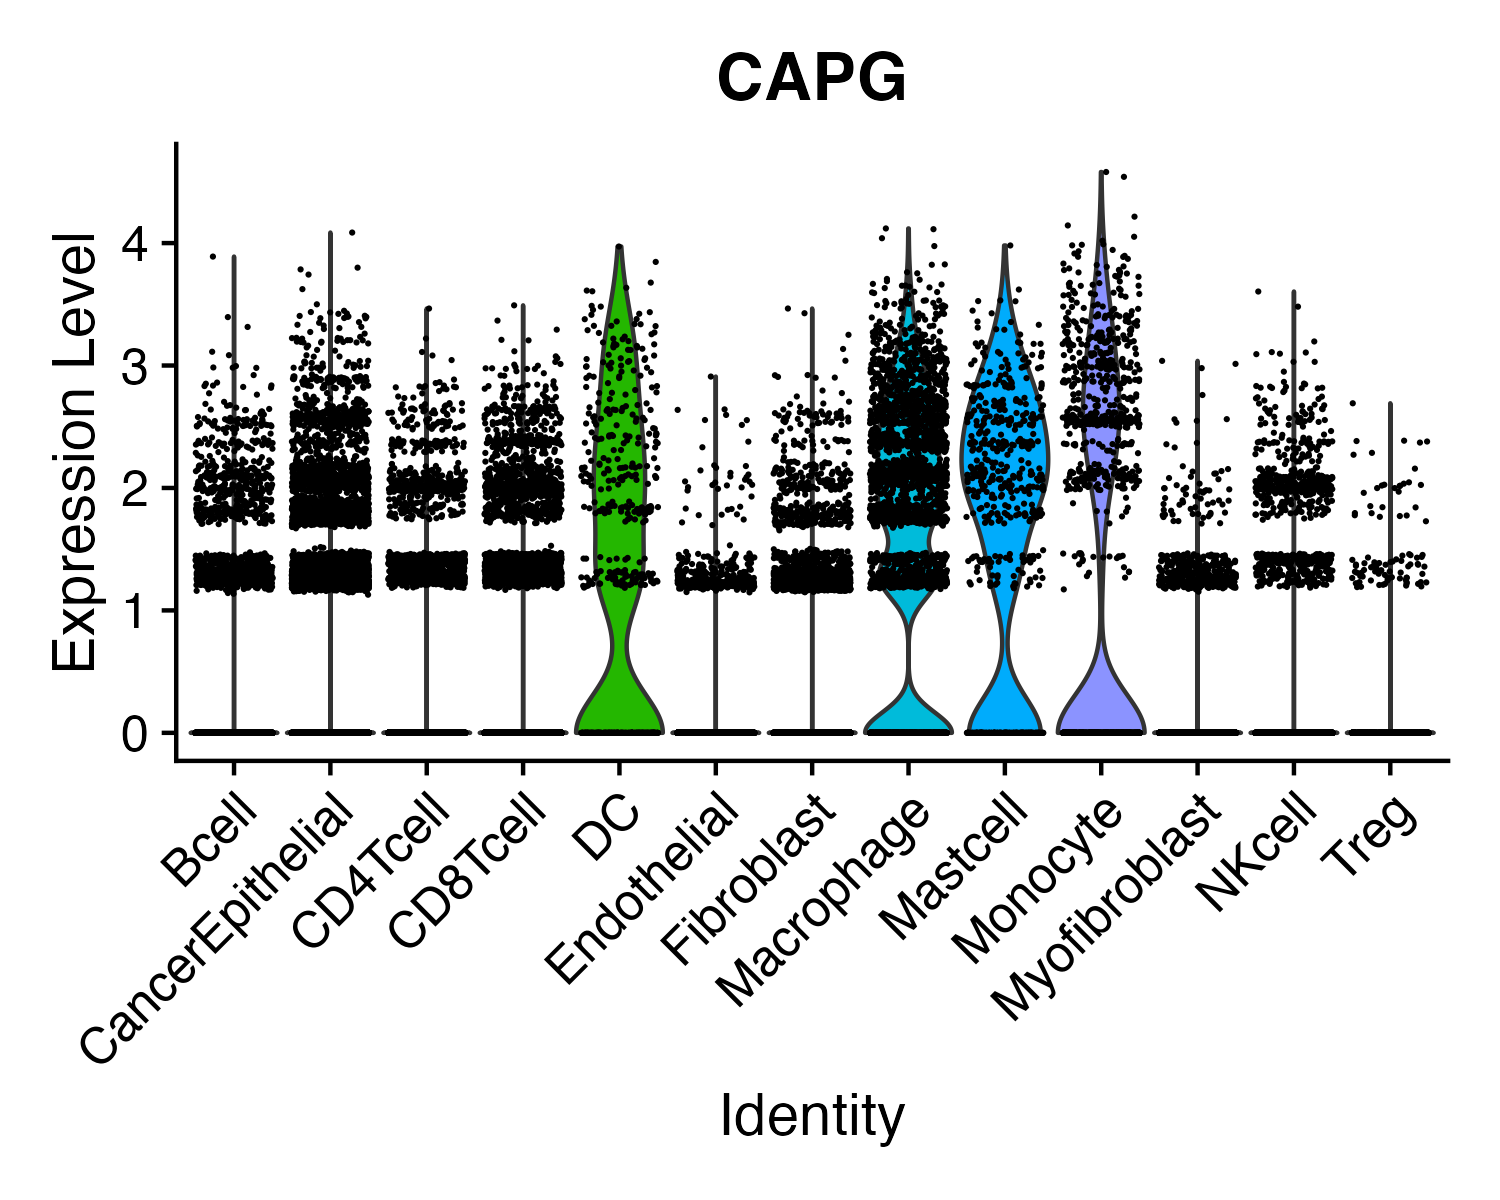 CAPG
Expression Level
4
3
2
1
0
Bcell
CancerEpithelial
CD4Tcell
CD8Tcell
DC
Endothelial
Fibroblast
Macrophage
Mastcell
Monocyte
Myofibroblast
NKcell
Treg
Identity